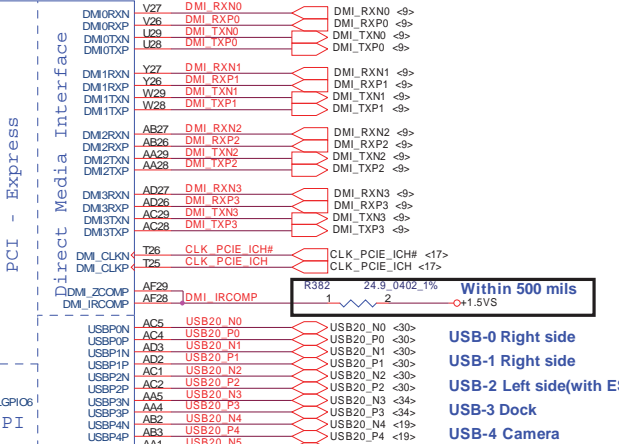 DMI0RXN V27 DMI_RXN0 DMI_RXN0 <9>
DMI0RXP V26 DMI_RXP0 DMI_RXP0 <9>
DMI0TXN U29 DMI_TXN0 DMI_TXN0 <9>
DMI0TXP U28 DMI_TXP0 DMI_TXP0 <9>
DMI1RXN Y27 DMI_RXN1 DMI_RXN1 <9>
DMI1RXP Y26 DMI_RXP1 DMI_RXP1 <9>
DMI1TXN W29 DMI_TXN1 DMI_TXN1 <9>
DMI1TXP W28 DMI_TXP1 DMI_TXP1 <9>
DMI2RXN AB27 DMI_RXN2 DMI_RXN2 <9>
DMI2RXP AB26 DMI_RXP2 DMI_RXP2 <9>
DMI2TXN AA29 DMI_TXN2 DMI_TXN2 <9>
DMI2TXP AA28 DMI_TXP2 DMI_TXP2 <9>
DMI3RXN AD27 DMI_RXN3 DMI_RXN3 <9>
DMI3RXP AD26 DMI_RXP3 DMI_RXP3 <9>
DMI3TXN AC29 DMI_TXN3 DMI_TXN3 <9>
DMI3TXP AC28 DMI_TXP3 DMI_TXP3 <9>
DMI_CLKN T26 CLK_PCIE_ICH# CLK_PCIE_ICH# <17>
DMI_CLKP T25 CLK_PCIE_ICH CLK_PCIE_ICH <17>
PCI - Express
Direct Media Interface
R382 24.9_0402_1% Within 500 mils
DMI_ZCOMP AF29
DMI_IRCOMP AF28 DMI_IRCOMP 1 2 +1.5VS
USBP0N AC5 USB20_N0 USB20_N0 <30>
USBP0P AC4 USB20_P0 USB20_P0 <30> USB-0 Right side
USBP1N AD3 USB20_N1 USB20_N1 <30>
USBP1P AD2 USB20_P1 USB20_P1 <30> USB-1 Right side
USBP2N AC1 USB20_N2 USB20_N2 <30>
USBP2P AC2 USB20_P2 USB20_P2 <30> USB-2 Left side(with ES
USBP3N AA5 USB20_N3 USB20_N3 <34>
USBP3P AA4 USB20_P3 USB20_P3 <34> USB-3 Dock
USBP4N AB2 USB20_N4 USB20_N4 <19>
USBP4P AB3 USB20_P4 USB20_P4 <19> USB-4 Camera
AA1 USB20_N5
GPIO6
PI